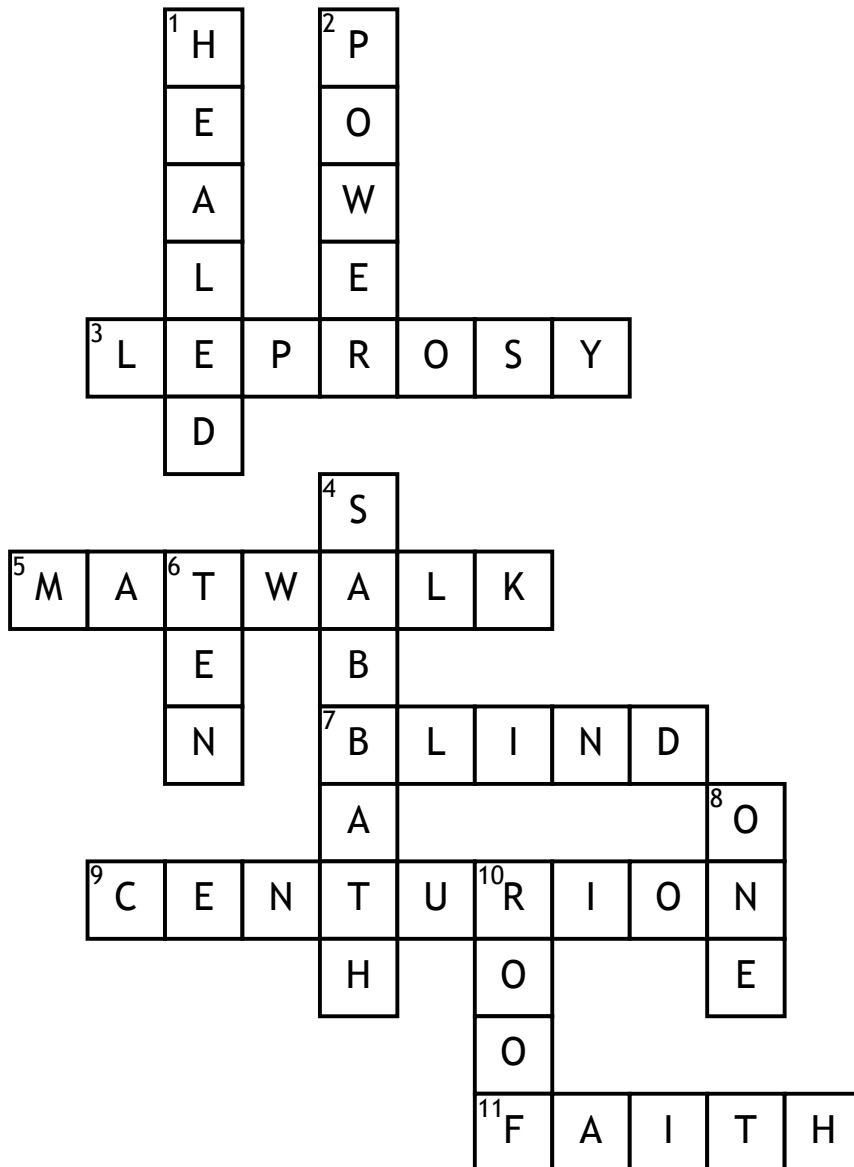 1 H 2 P
E O
A W
L E
3 L E P R O S Y
D
4 S
5 M A 6 T W A L K
E B
N 7 B L I N D
A 8 O
9 C E N T U 10 R I O N
H O E
O
11 F A I T H